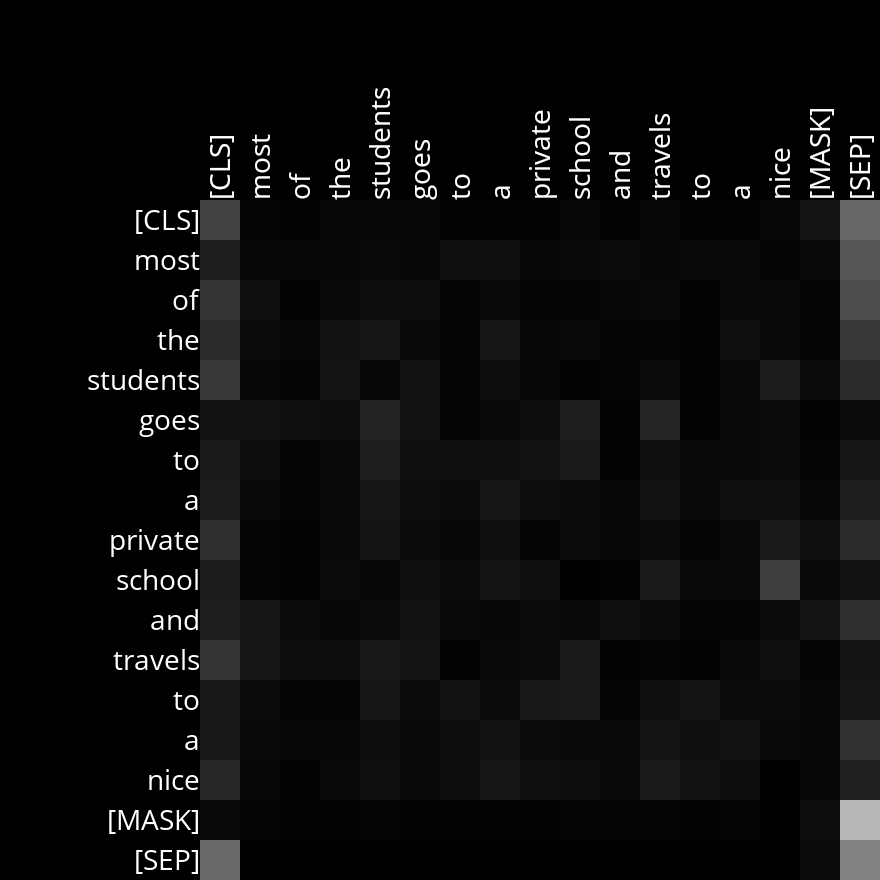 [CLS] most of the students goes to a private school and travels to a nice [MASK] [SEP]
[CLS]
most
of
the
students
goes
to
a
private
school
and
travels
to
a
nice
[MASK]
[SEP]